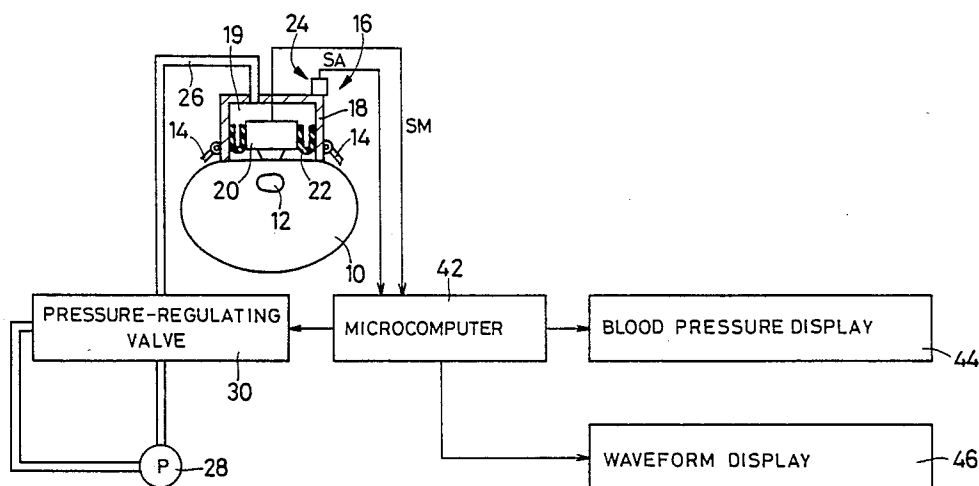 24
16
19
SA
26
18
SM
14
14
20
22
12
10
42
PRESSURE-REGULATING
VALVE
MICROCOMPUTER
BLOOD PRESSURE DISPLAY
44
30
P
28
WAVEFORM DISPLAY
46